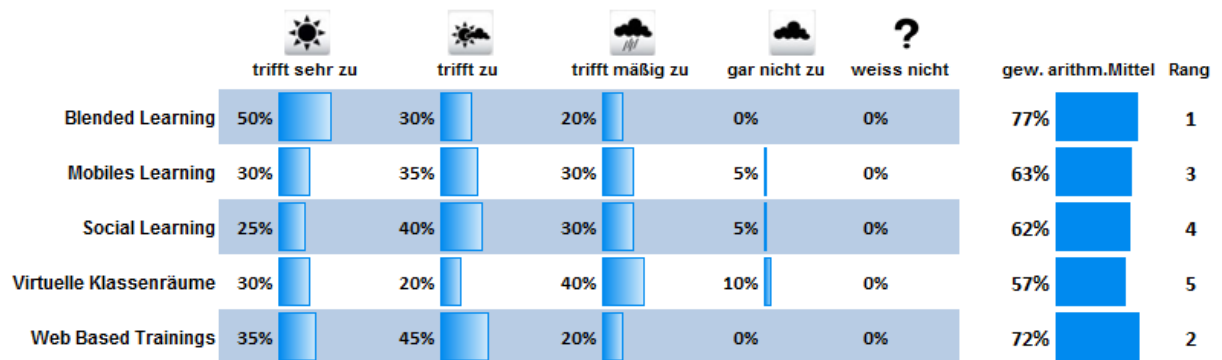 ?
trifft sehr zu trifft zu trifft mäßig zu gar nicht zu weiss nicht gew. arithm.Mittel Rang
Blended Learning 50% 30% 20% 0% 0% 77% 1
Mobiles Learning 30% 35% 30% 5% 0% 63% 3
Social Learning 25% 40% 30% 5% 0% 62% 4
Virtuelle Klassenräume 30% 20% 40% 10% 0% 57% 5
Web Based Trainings 35% 45% 20% 0% 0% 72% 2